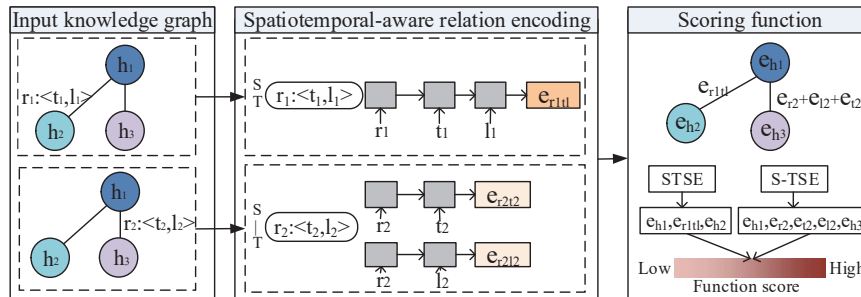 Input knowledge graph
h1
r1:<t1,l1>
h2
h3
h1
r2:<t2,l2>
h2
h3
Spatiotemporal-aware relation encoding
S
T
r1:<t1,l1>
er1tl
r1
t1
l1
S
|
T
r2:<t2,l2>
er2t2
r2
t2
er2l2
r2
l2
Scoring function
eh1
er1tl
er2+el2+et2
eh2
eh3
STSE
S-TSE
eh1,er1tl,eh2
eh1,er2,et2,el2,eh3
Low
High
Function score